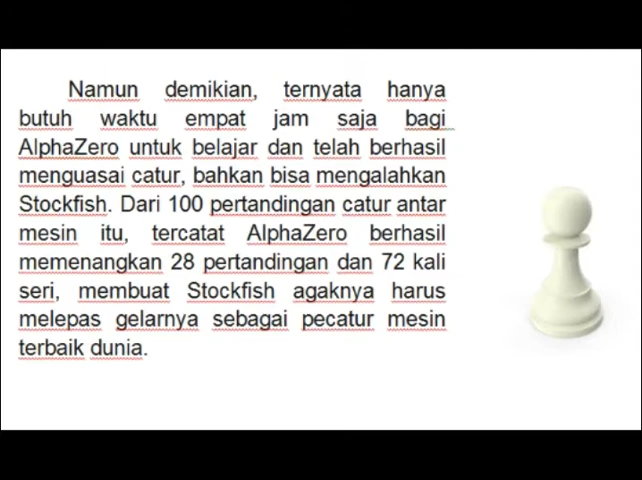 Namun demikian, ternyata hanya
butuh waktu empat jam saja bagi
AlphaZero untuk belajar dan telah berhasil
menguasai catur, bahkan bisa mengalahkan
Stockfish. Dari 100 pertandingan catur antar
mesin itu, tercatat AlphaZero berhasil
memenangkan 28 pertandingan dan 72 kali
seri, membuat Stockfish agaknya harus
melepas gelarnya sebagai pecatur mesin
terbaik dunia.